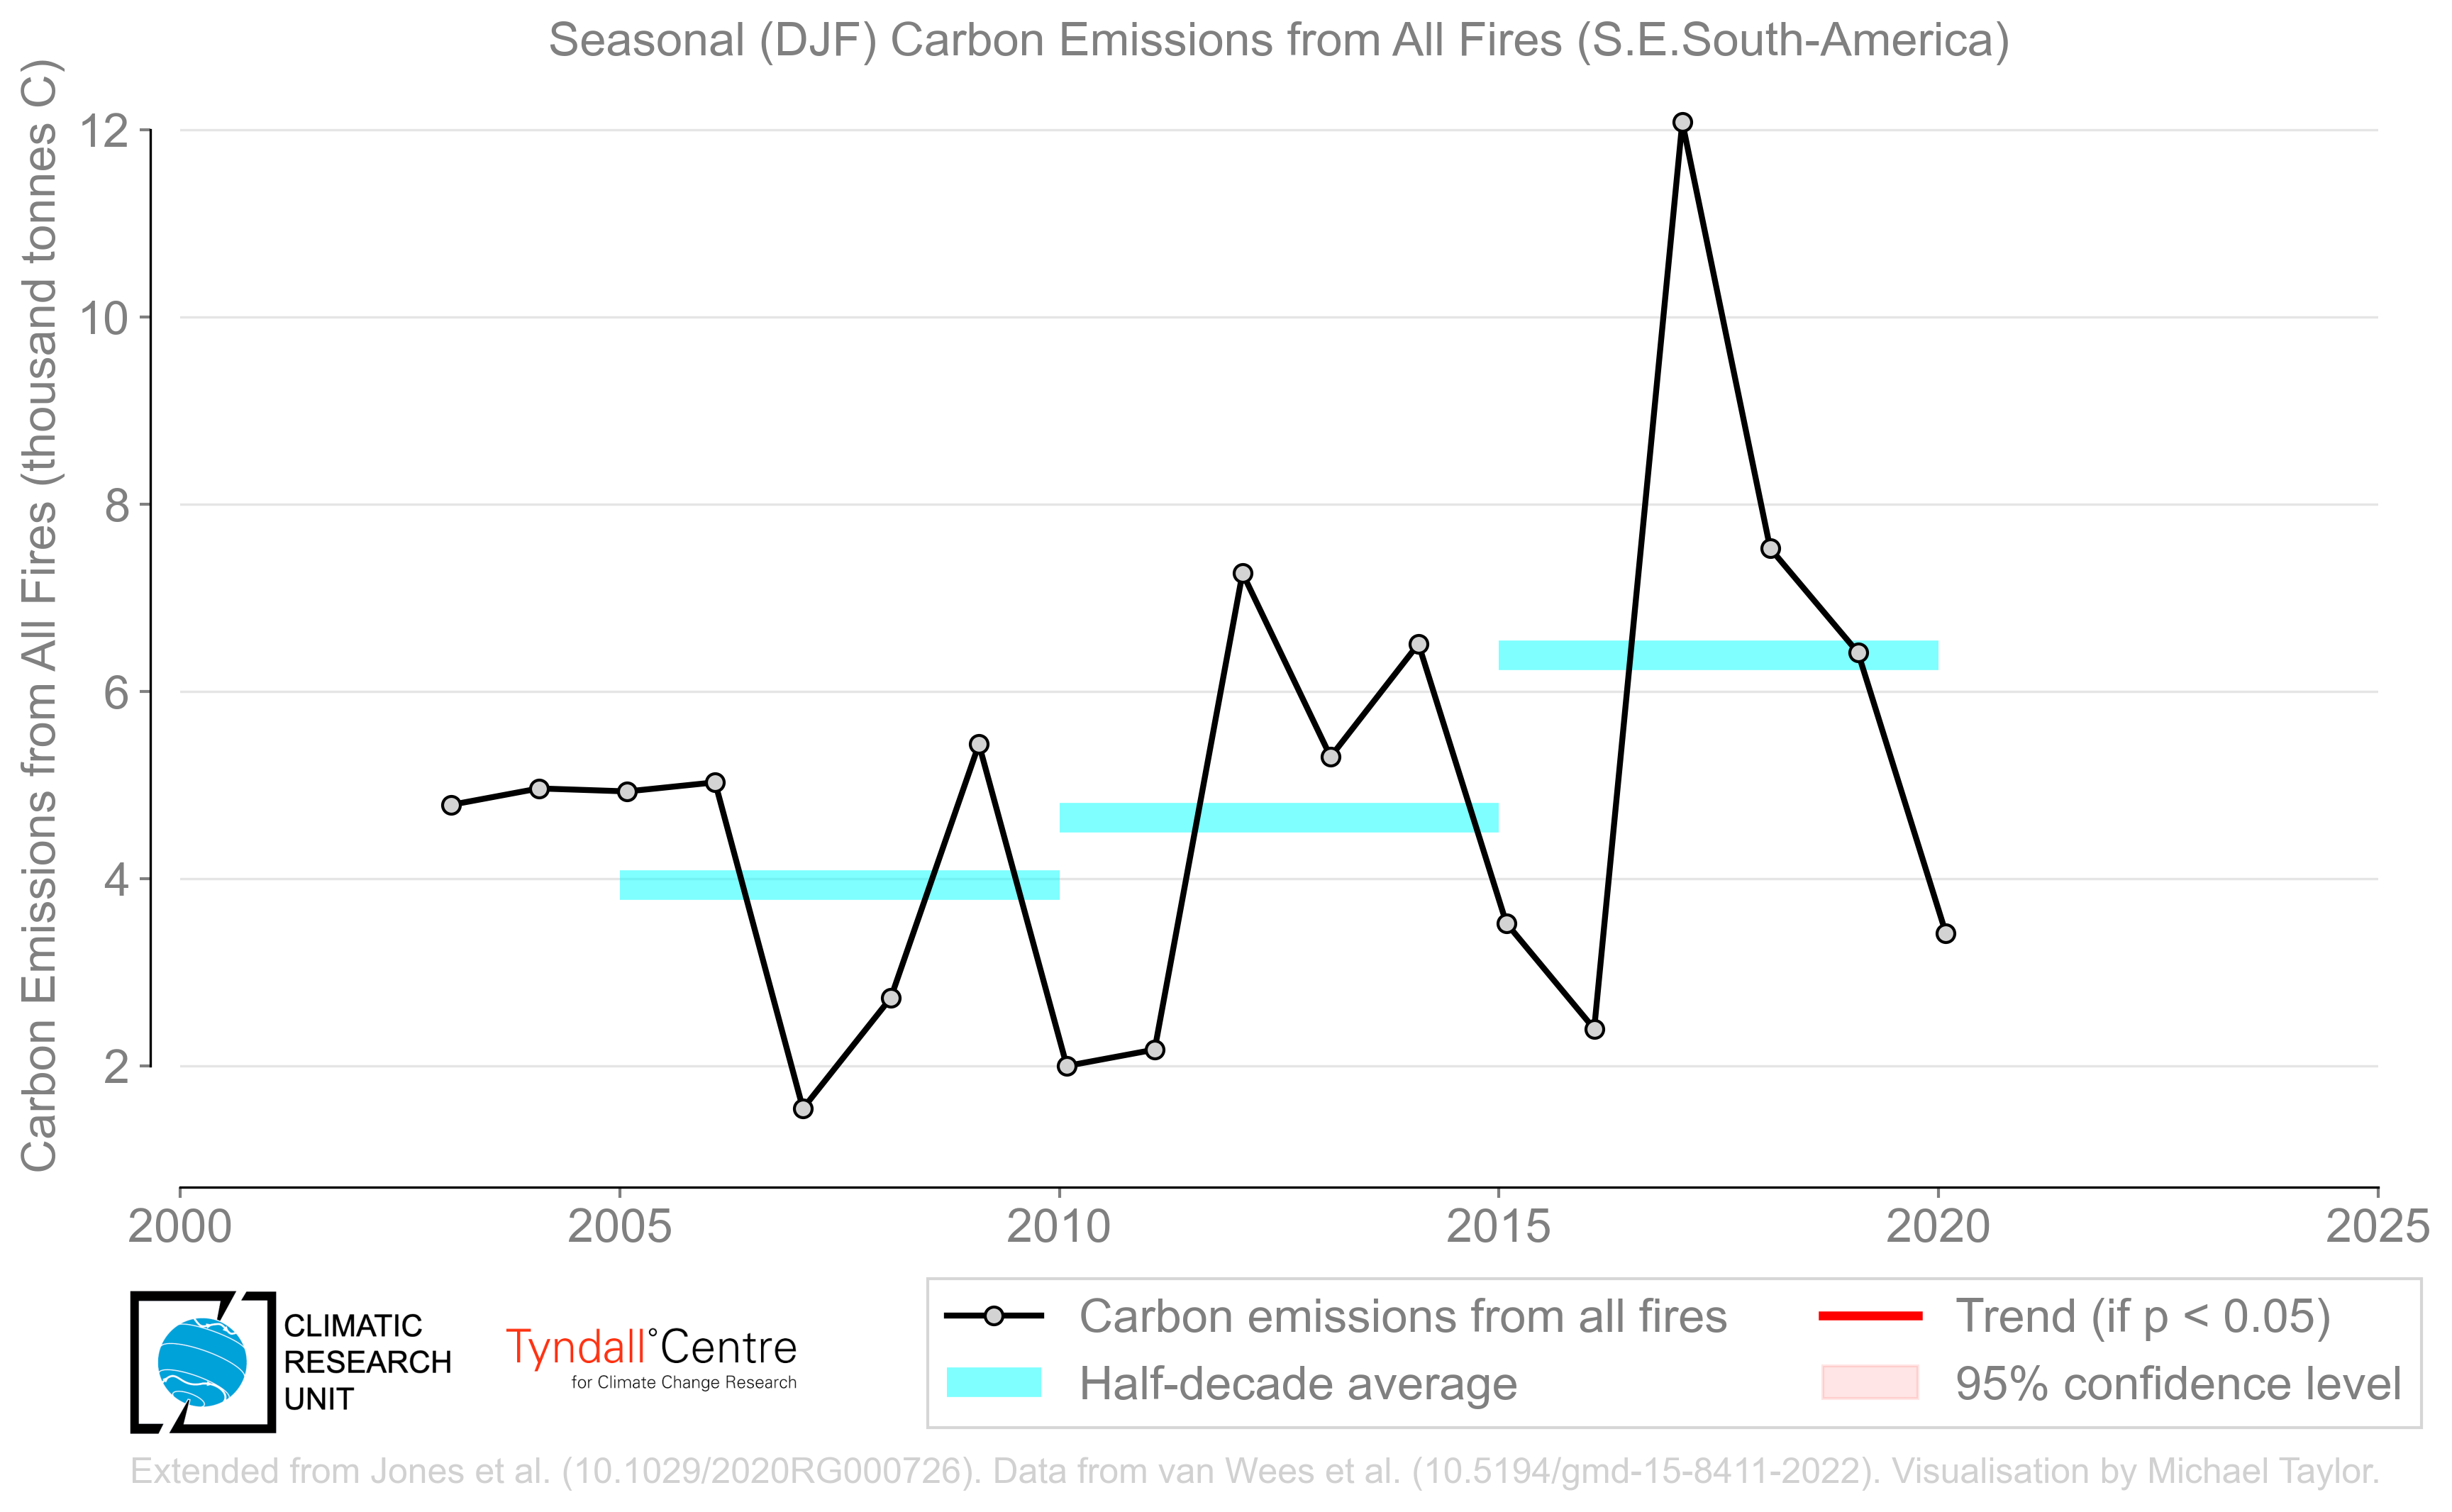 Seasonal (DJF) Carbon Emissions from All Fires (S.E.South-America)
Carbon Emissions from All Fires (thousand tonnes C)
12
10
8
6
4
2
2000 2005 2010 2015 2020 2025
CLIMATIC
RESEARCH
UNIT
Tyndall°Centre
for Climate Change Research
Carbon emissions from all fires
Half-decade average
Trend (if p < 0.05)
95% confidence level
Extended from Jones et al. (10.1029/2020RG000726). Data from van Wees et al. (10.5194/gmd-15-8411-2022). Visualisation by Michael Taylor.